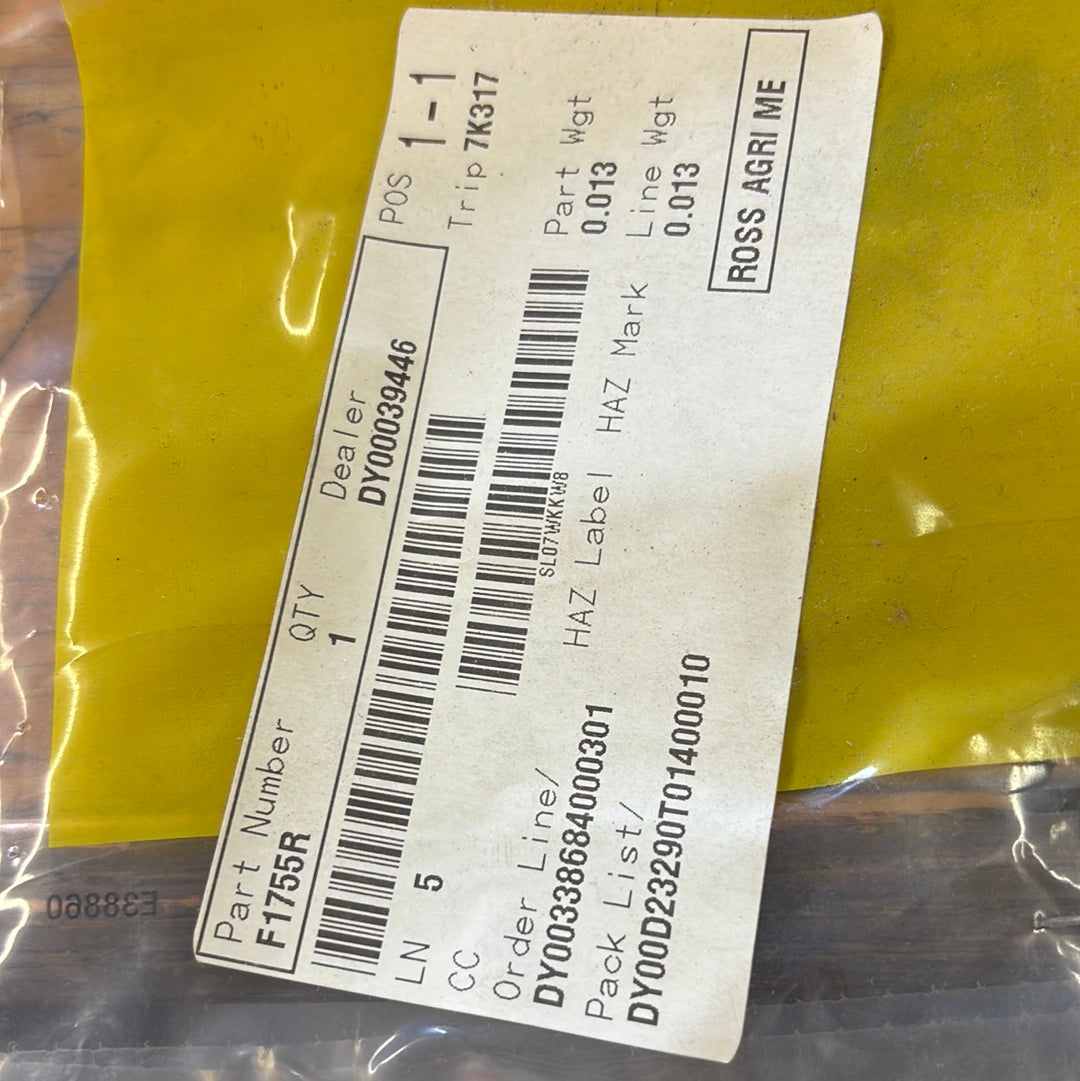 Part Number QTY Dealer POS 1-1
F1755R 1 DY00039446
Trip 7K317
LN 5
CC
SL07WKKW8
Part Wgt
0.013
Order Line/
DY003386840000301
HAZ Label HAZ Mark
Line Wgt
0.013
Pack List/
DY00D23290T01400010
ROSS AGRI ME
E38860